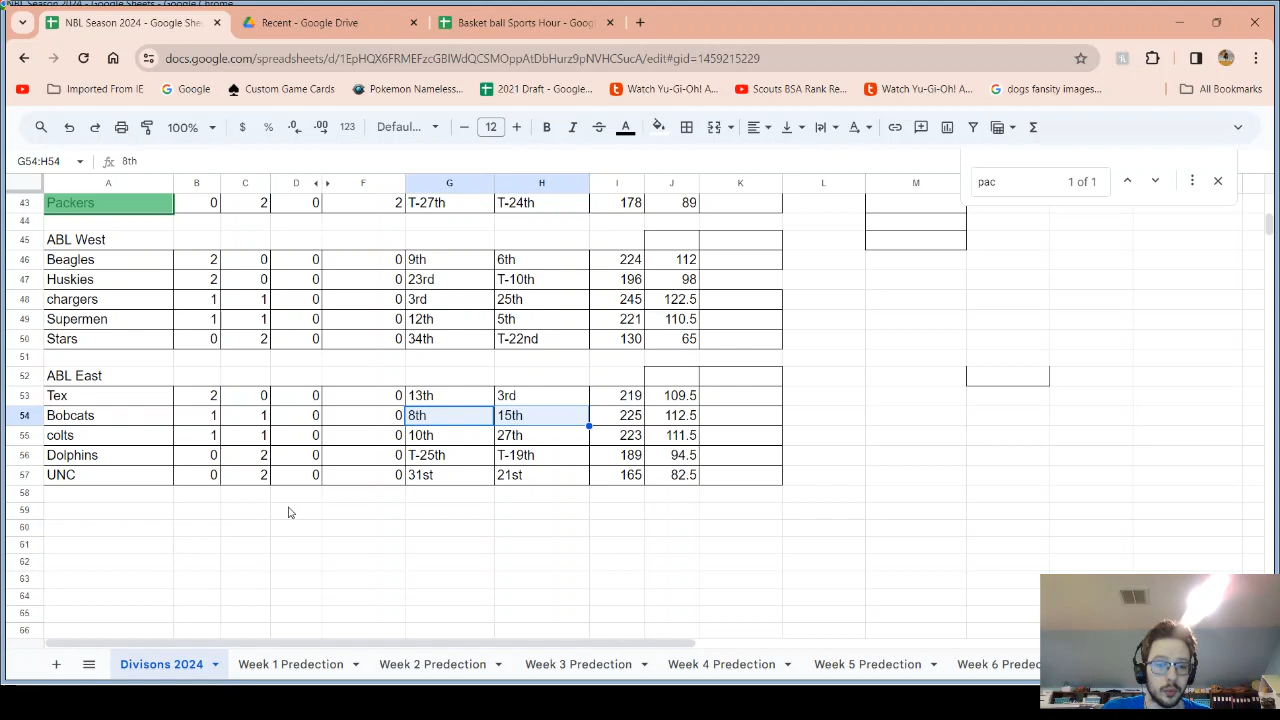 NBL Season 2024 - Google Sheets - Google Chrome
NBL Season 2024 - Google She
Recent - Google Drive
Basket ball Sports Hour - Goog
docs.google.com/spreadsheets/d/1EpHQX6FRMEFzcGBlWdQCSMOppAtDbHurz9pNVHCSucA/edit#gid=1459215229
Imported From IE Google Custom Game Cards Pokemon Nameless... 2021 Draft - Google... Watch Yu-Gi-Oh! A... Scouts BSA Rank Re... Watch Yu-Gi-Oh! A... dogs fansity images... All Bookmarks
100% $ % .0 .00 123 Defaul... 12 B I A
G54:H54 fx 8th
pac 1 of 1
A B C D F G H I J K L M
43 Packers 0 2 0 2 T-27th T-24th 178 89
44
45 ABL West
46 Beagles 2 0 0 0 9th 6th 224 112
47 Huskies 2 0 0 0 23rd T-10th 196 98
48 chargers 1 1 0 0 3rd 25th 245 122.5
49 Supermen 1 1 0 0 12th 5th 221 110.5
50 Stars 0 2 0 0 34th T-22nd 130 65
51
52 ABL East
53 Tex 2 0 0 0 13th 3rd 219 109.5
54 Bobcats 1 1 0 0 8th 15th 225 112.5
55 colts 1 1 0 0 10th 27th 223 111.5
56 Dolphins 0 2 0 0 T-25th T-19th 189 94.5
57 UNC 0 2 0 0 31st 21st 165 82.5
58
59
60
61
62
63
64
65
66
Divisons 2024 Week 1 Predection Week 2 Predection Week 3 Predection Week 4 Predection Week 5 Predection Week 6 Predec